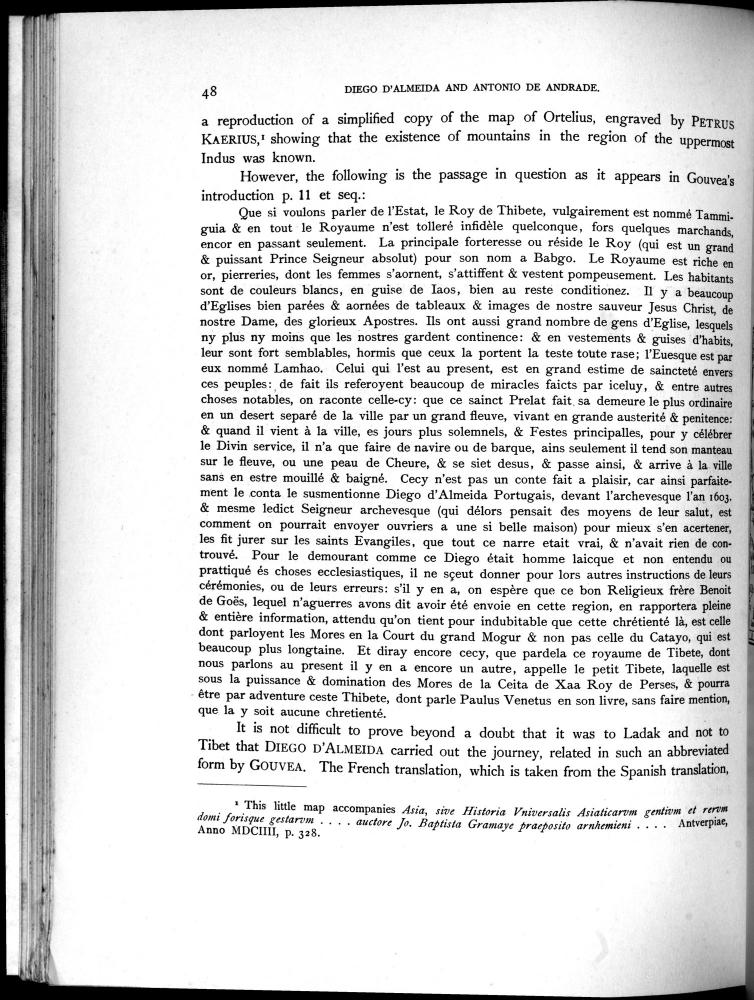 48
DIEGO D'ALMEIDA AND ANTONIO DE ANDRADE.
a reproduction of a simplified copy of the map of Ortelius, engraved by PETRUS
KAERIUS,¹ showing that the existence of mountains in the region of the uppermost
Indus was known.
However, the following is the passage in question as it appears in Gouvea's
introduction p. 11 et seq.:
Que si voulons parler de l'Estat, le Roy de Thibete, vulgairement est nommé Tammi-
guia & en tout le Royaume n'est tolleré infidèle quelconque, fors quelques marchands,
encor en passant seulement. La principale forteresse ou réside le Roy (qui est un grand
& puissant Prince Seigneur absolut) pour son nom a Babgo. Le Royaume est riche en
or, pierreries, dont les femmes s'aornent, s'attiffent & vestent pompeusement. Les habitants
sont de couleurs blancs, en guise de Iaos, bien au reste conditionez. Il y a beaucoup
d'Eglises bien parées & aornées de tableaux & images de nostre sauveur Jesus Christ, de
nostre Dame, des glorieux Apostres. Ils ont aussi grand nombre de gens d'Eglise, lesquels
ny plus ny moins que les nostres gardent continence: & en vestements & guises d'habits,
leur sont fort semblables, hormis que ceux la portent la teste toute rase; l'Euesque est par
eux nommé Lamhao. Celui qui l'est au present, est en grand estime de saincteté envers
ces peuples: de fait ils referoyent beaucoup de miracles faicts par iceluy, & entre autres
choses notables, on raconte celle-cy: que ce sainct Prelat fait sa demeure le plus ordinaire
en un desert separé de la ville par un grand fleuve, vivant en grande austerité & penitence:
& quand il vient à la ville, es jours plus solemnels, & Festes principalles, pour y célébrer
le Divin service, il n'a que faire de navire ou de barque, ains seulement il tend son manteau
sur le fleuve, ou une peau de Cheure, & se siet desus, & passe ainsi, & arrive à la ville
sans en estre mouillé & baigné. Cecy n'est pas un conte fait a plaisir, car ainsi parfaite-
ment le conta le susmentionne Diego d'Almeida Portugais, devant l'archevesque l'an 1603.
& mesme ledict Seigneur archevesque (qui délors pensait des moyens de leur salut, est
comment on pourrait envoyer ouvriers a une si belle maison) pour mieux s'en acertener,
les fit jurer sur les saints Evangiles, que tout ce narre etait vrai, & n'avait rien de con-
trouvé. Pour le demourant comme ce Diego était homme laicque et non entendu ou
prattiqué és choses ecclesiastiques, il ne sçeut donner pour lors autres instructions de leurs
cérémonies, ou de leurs erreurs: s'il y en a, on espère que ce bon Religieux frère Benoit
de Goës, lequel n'aguerres avons dit avoir été envoie en cette region, en rapportera pleine
& entière information, attendu qu'on tient pour indubitable que cette chrétienté là, est celle
dont parloyent les Mores en la Court du grand Mogur & non pas celle du Catayo, qui est
beaucoup plus longtaine. Et diray encore cecy, que pardela ce royaume de Tibete, dont
nous parlons au present il y en a encore un autre, appelle le petit Tibete, laquelle est
sous la puissance & domination des Mores de la Ceita de Xaa Roy de Perses, & pourra
être par adventure ceste Thibete, dont parle Paulus Venetus en son livre, sans faire mention,
que la y soit aucune chretienté.
It is not difficult to prove beyond a doubt that it was to Ladak and not to
Tibet that DIEGO D'ALMEIDA carried out the journey, related in such an abbreviated
form by GOUVEA. The French translation, which is taken from the Spanish translation,
¹ This little map accompanies Asia, sive Historia Vniversalis Asiaticarvm gentivm et rervm
domi forisque gestarvm . . . . auctore Jo. Baptista Gramaye praeposito arnhemieni . . . . Antverpiae,
Anno MDCIIII, p. 328.